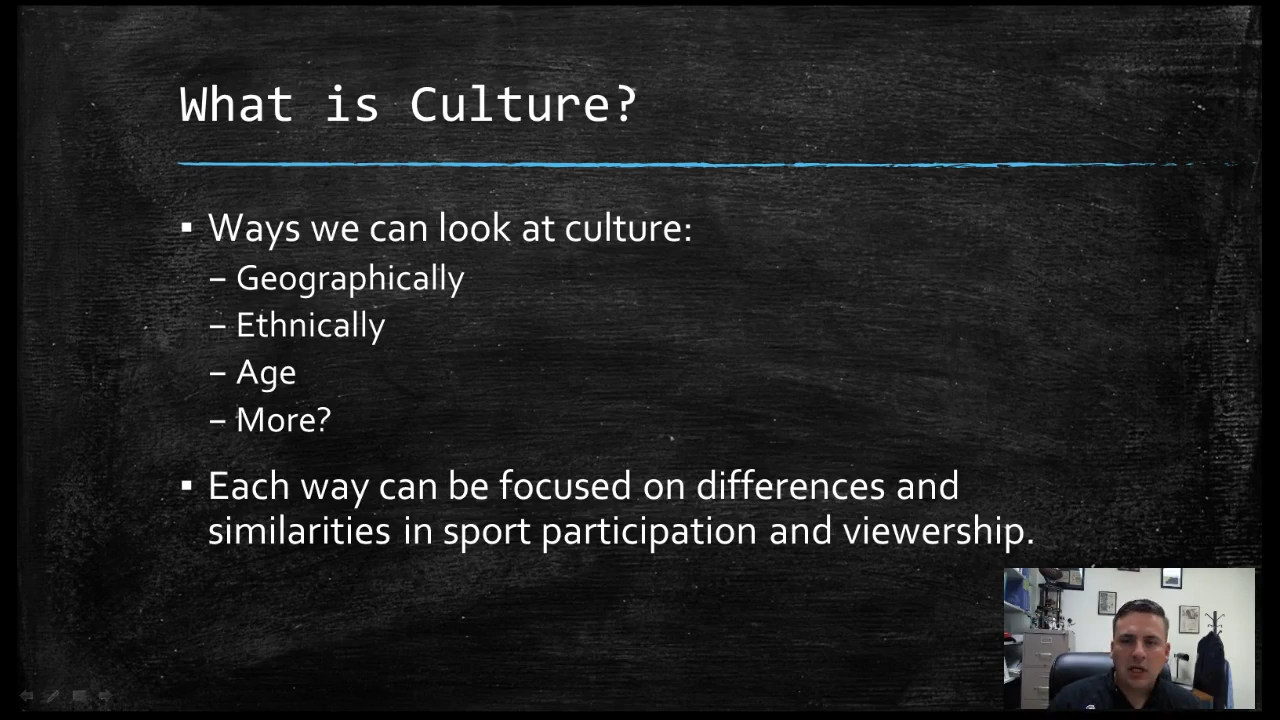 What is Culture?
▪ Ways we can look at culture:
– Geographically
– Ethnically
– Age
– More?
▪ Each way can be focused on differences and
similarities in sport participation and viewership.